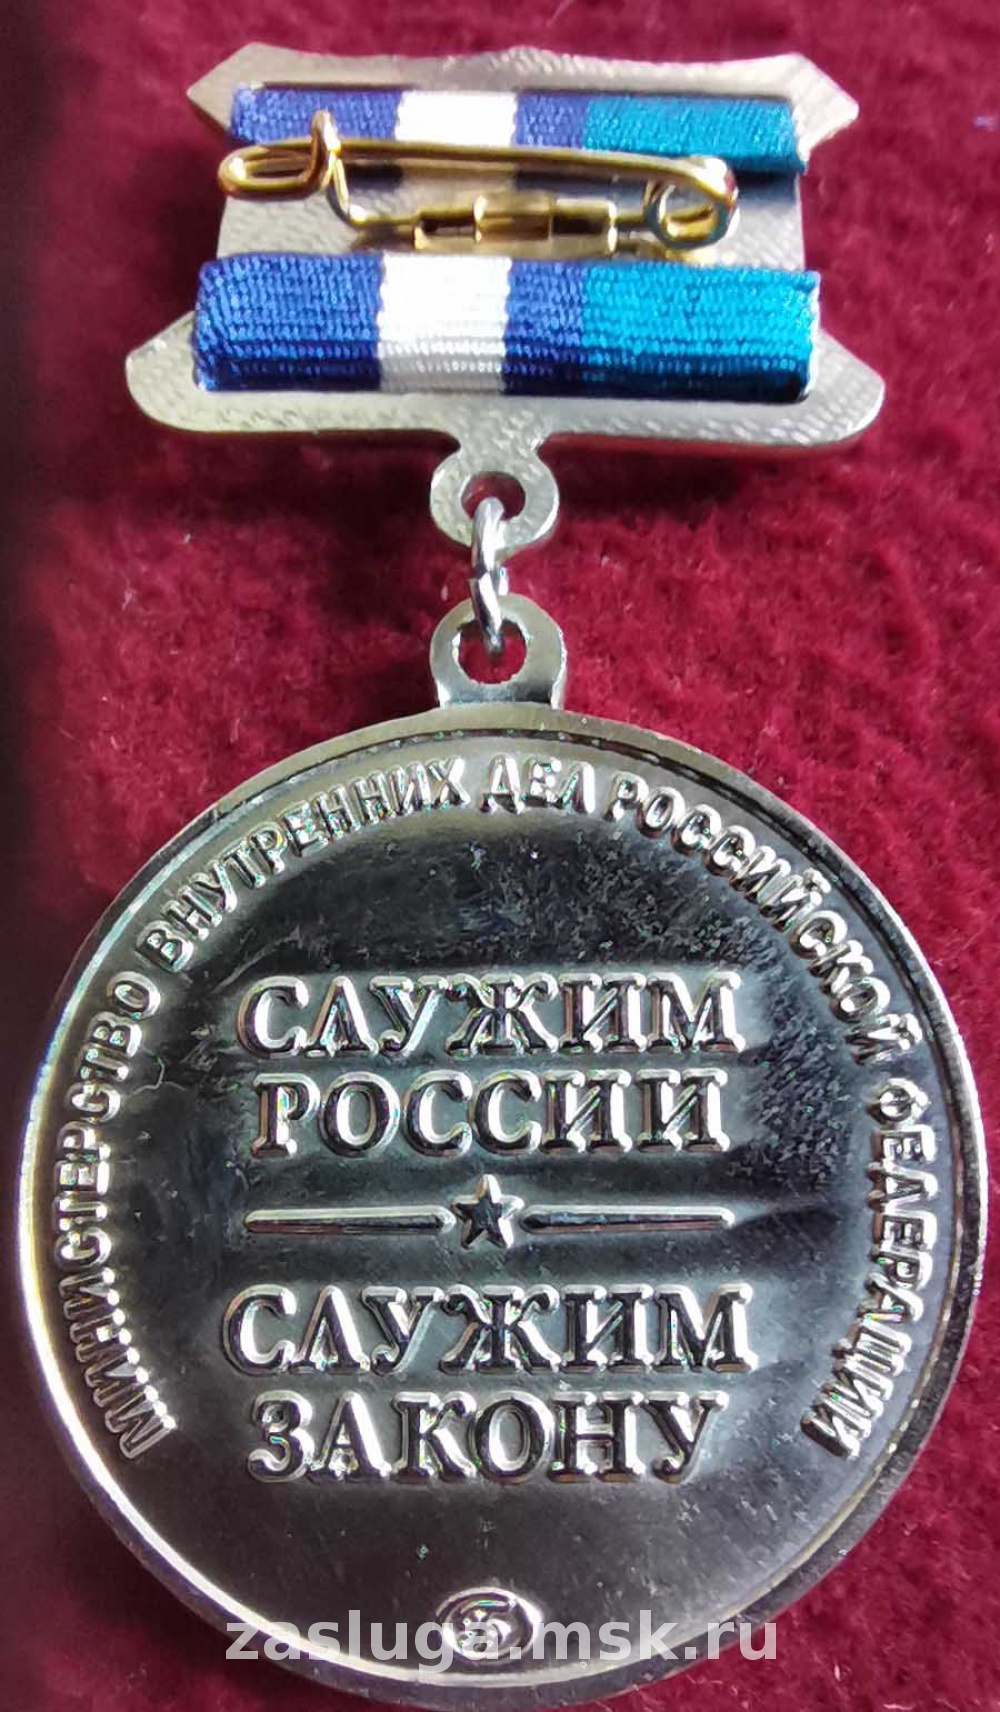 МИНИСТЕРСТВО ВНУТРЕННИХ ДЕЛ РОССИЙСКОЙ ФЕДЕРАЦИИ
СЛУЖИМ
РОССИИ
СЛУЖИМ
ЗАКОНУ
zasluga.msk.ru